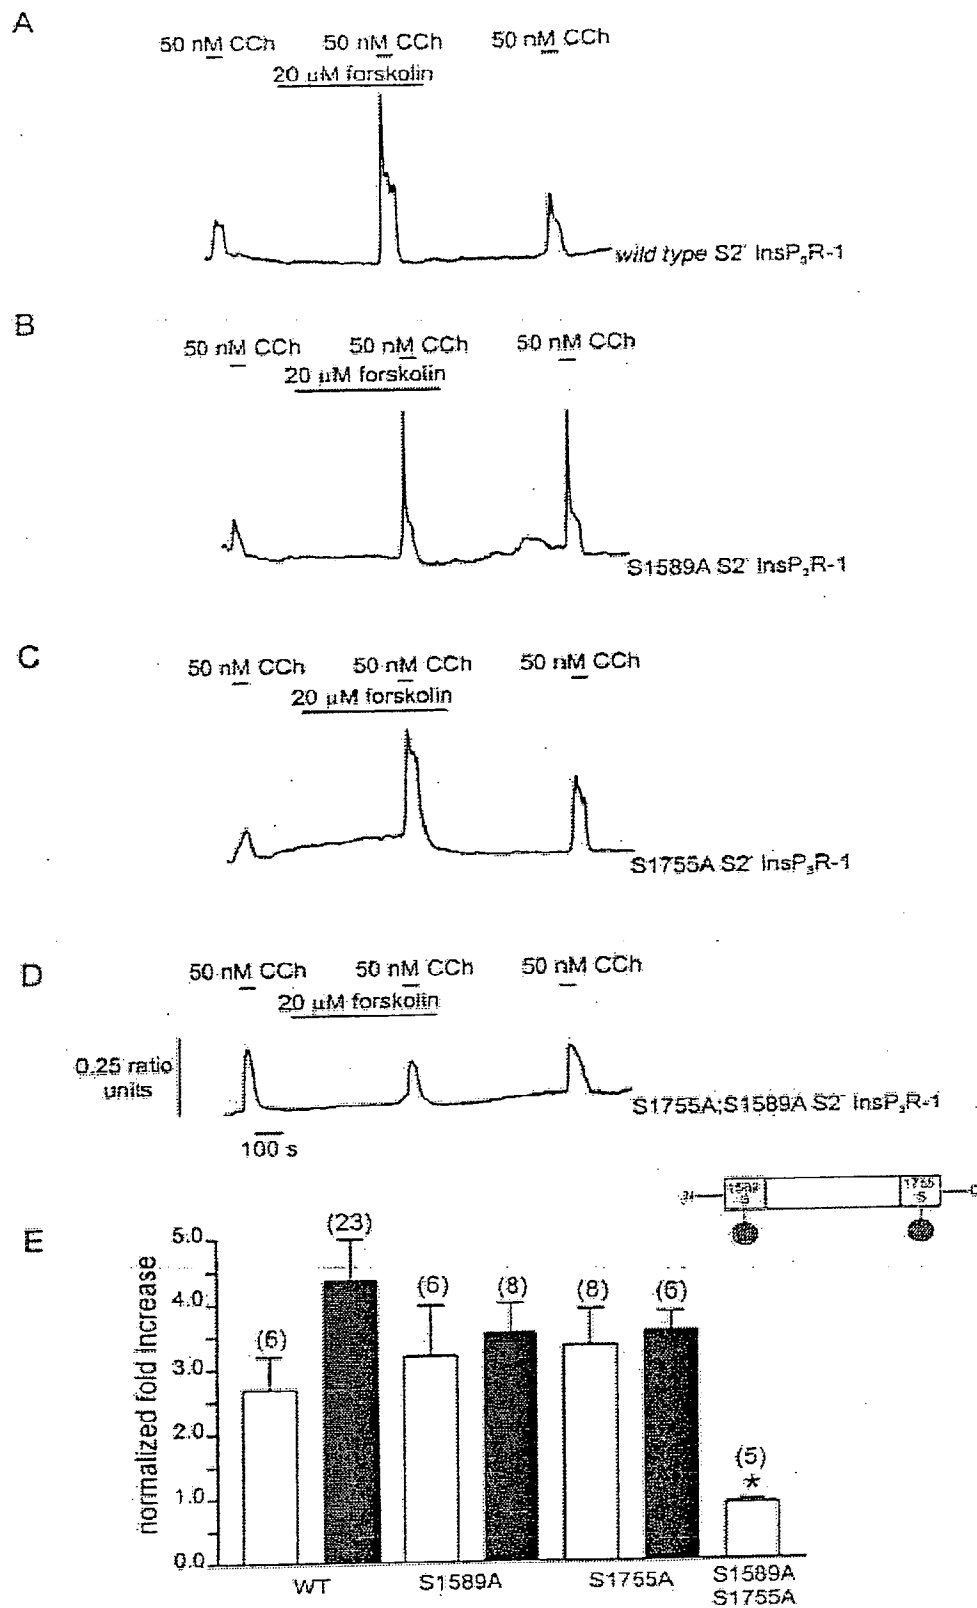 A
50 nM CCh 50 nM CCh 50 nM CCh
20 µM forskolin
wild type S2⁻ InsP₃R-1
B
50 nM CCh 50 nM CCh 50 nM CCh
20 µM forskolin
S1589A S2⁻ InsP₃R-1
C
50 nM CCh 50 nM CCh 50 nM CCh
20 µM forskolin
S1755A S2⁻ InsP₃R-1
D
50 nM CCh 50 nM CCh 50 nM CCh
20 µM forskolin
0.25 ratio
units
S1755A;S1589A S2⁻ InsP₃R-1
100 s
N 1589 1755 C
S S
E
normalized fold increase
5.0
4.0
3.0
2.0
1.0
0.0
(6) (23) (6) (8) (8) (6) (5)
*
WT S1589A S1755A S1589A
S1755A